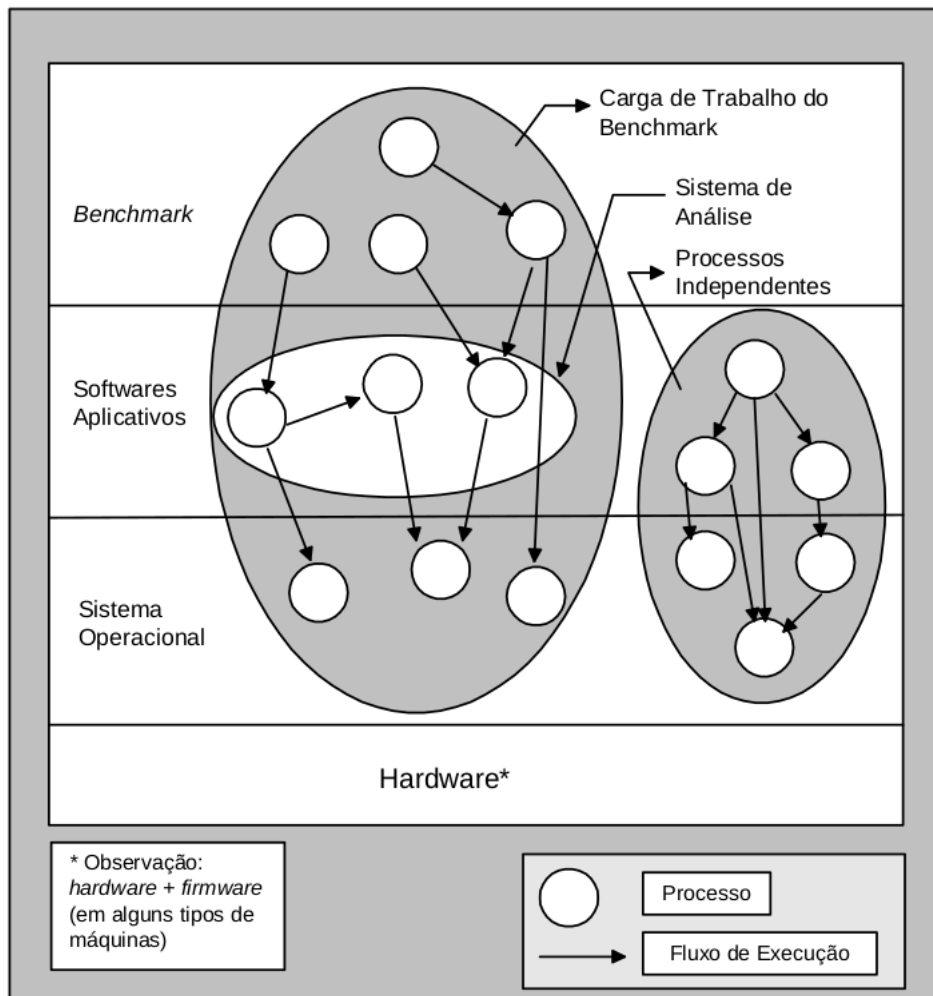 Carga de Trabalho do
Benchmark
Benchmark
Sistema de
Análise
Processos
Independentes
Softwares
Aplicativos
Sistema
Operacional
Hardware*
* Observação:
hardware + firmware
(em alguns tipos de
máquinas)
Processo
Fluxo de Execução